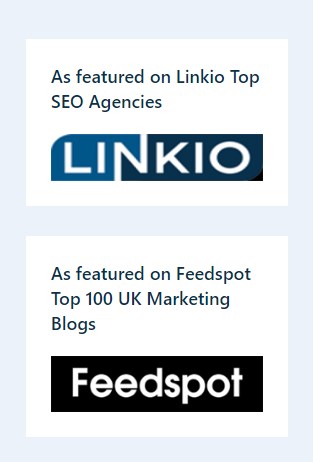 As featured on Linkio Top
SEO Agencies
LINKIO
As featured on Feedspot
Top 100 UK Marketing
Blogs
Feedspot